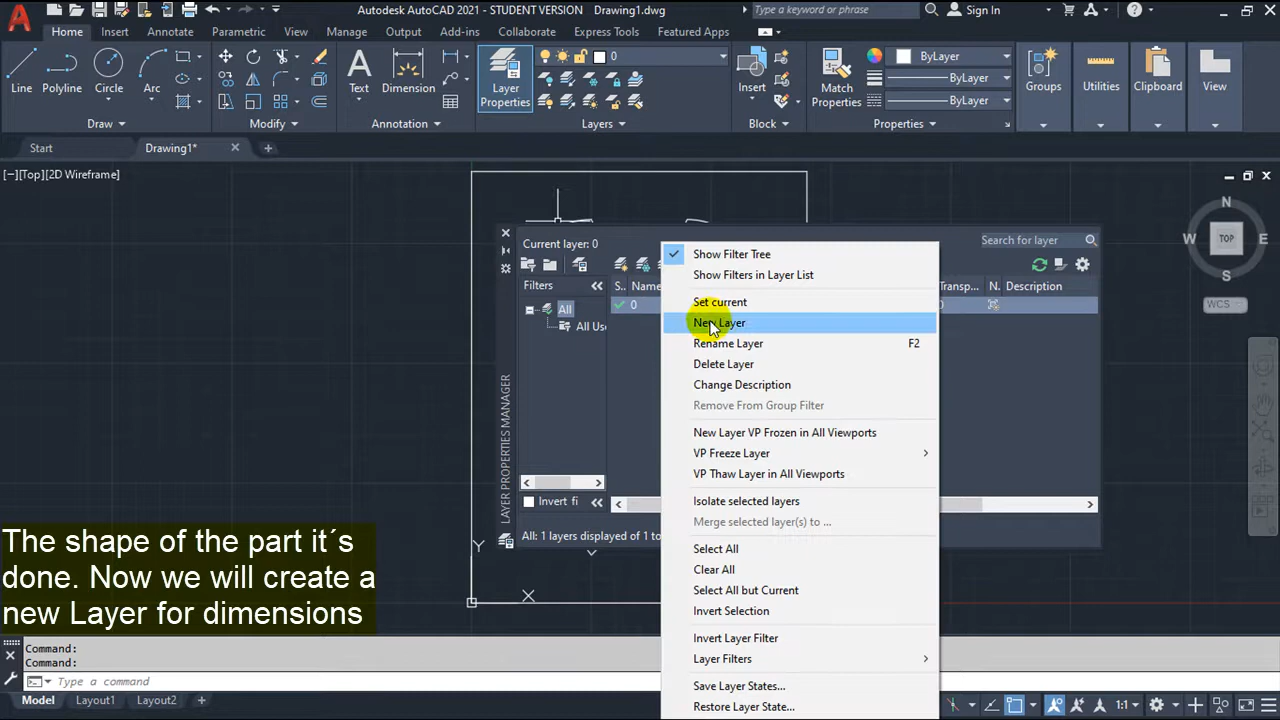 Autodesk AutoCAD 2021 - STUDENT VERSION Drawing1.dwg
Type a keyword or phrase
Sign In
Home Insert Annotate Parametric View Manage Output Add-ins Collaborate Express Tools Featured Apps
0
ByLayer
ByLayer
ByLayer
Line Polyline Circle Arc
Text Dimension
Layer Properties
Insert
Match Properties
Groups Utilities Clipboard View
Draw Modify Annotation Layers Block Properties
Start Drawing1*
[−][Top][2D Wireframe]
N
W TOP E
S
WCS
Current layer: 0
Search for layer
Filters
S.. Name
Transp... N. Description
All
0
0
All Use
Invert fi
All: 1 layers displayed of 1 to
LAYER PROPERTIES MANAGER
Show Filter Tree
Show Filters in Layer List
Set current
New Layer
Rename Layer F2
Delete Layer
Change Description
Remove From Group Filter
New Layer VP Frozen in All Viewports
VP Freeze Layer
VP Thaw Layer in All Viewports
Isolate selected layers
Merge selected layer(s) to ...
Select All
Clear All
Select All but Current
Invert Selection
Invert Layer Filter
Layer Filters
Save Layer States...
Restore Layer State...
Y
X
The shape of the part it´s
done. Now we will create a
new Layer for dimensions
Command:
Command:
Type a command
Model Layout1 Layout2
1:1